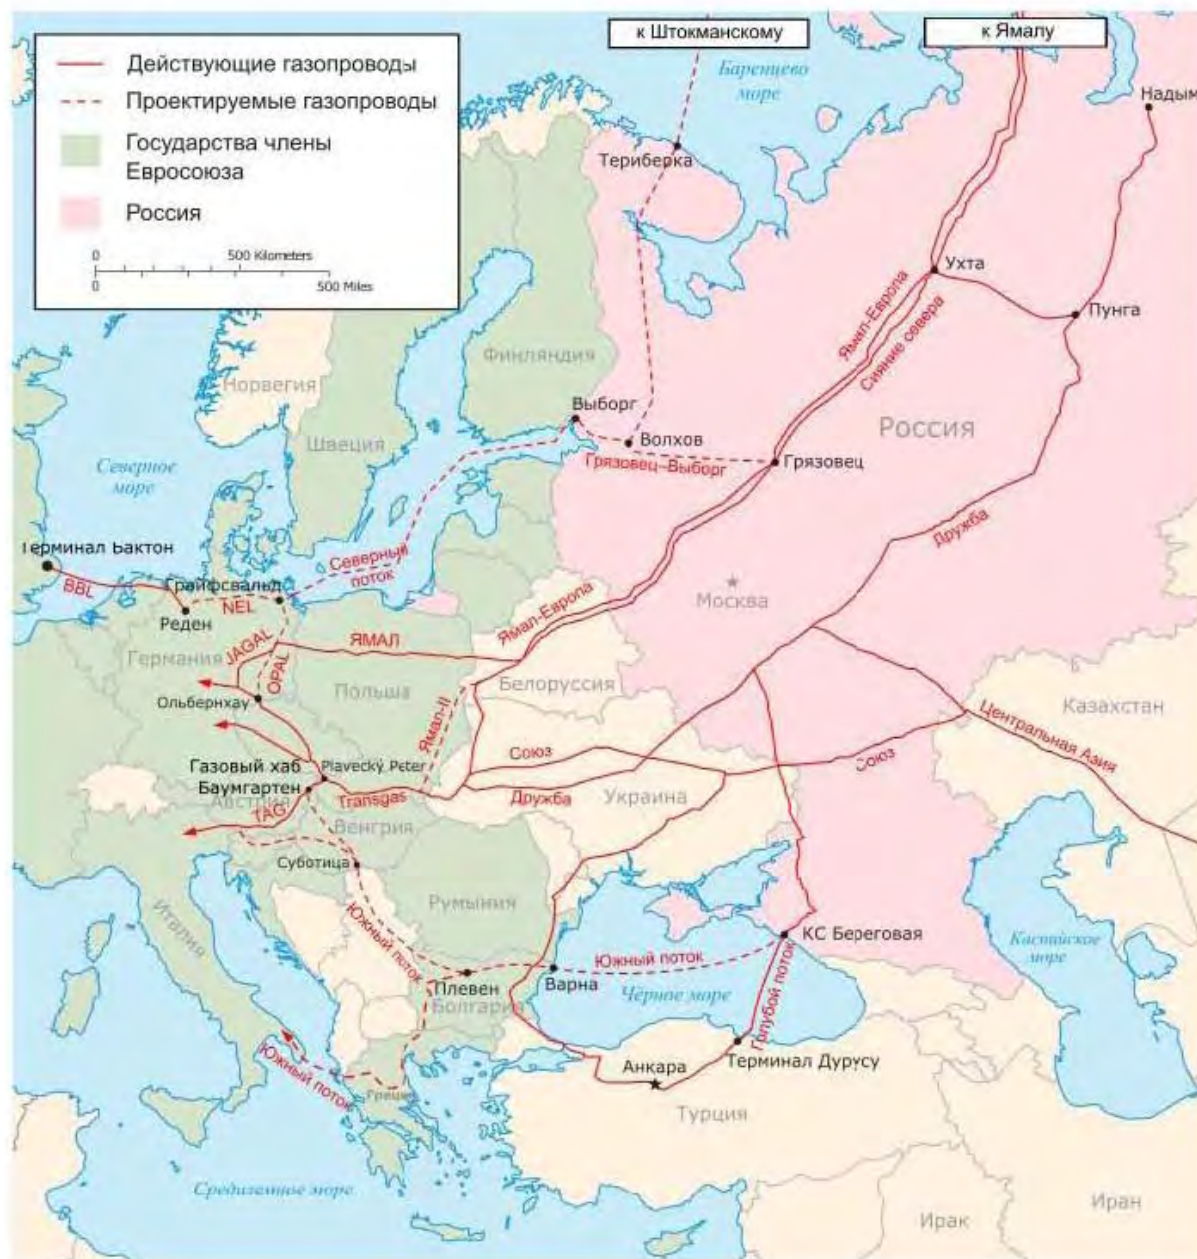 к Штокманскому
к Ямалу
Действующие газопроводы
Проектируемые газопроводы
Государства члены
Евросоюза
Россия
0
500 Kilometers
0
500 Miles
Баренцево
море
Надым
Териберка
Ухта
Пунга
Ямал-Европа
Сияние севера
Финляндия
Норвегия
Швеция
Выборг
Волхов
Россия
Грязовец
Грязовец-Выборг
Северное
море
Терминал Бактон
BBL
Грайфсвальд
Северный
поток
NEL
Реден
Дружба
Москва
Ямал-Европа
ЯМАЛ
JAGAL
Германия
OPAL
Польша
Белоруссия
Ольбернхау
Ямал-II
Казахстан
Центральная Азия
Союз
Союз
Газовый хаб
Баумгартен
Plavecký Peter
Transgas
Дружба
Украина
Австрия
TAG
Венгрия
Суботица
Румыния
Италия
Южный поток
КС Береговая
Южный поток
Каспийское
море
Плевен
Варна
Болгария
Чёрное море
Голубой поток
Анкара
Терминал Дурусу
Южный поток
Греция
Турция
Средиземное море
Ирак
Иран